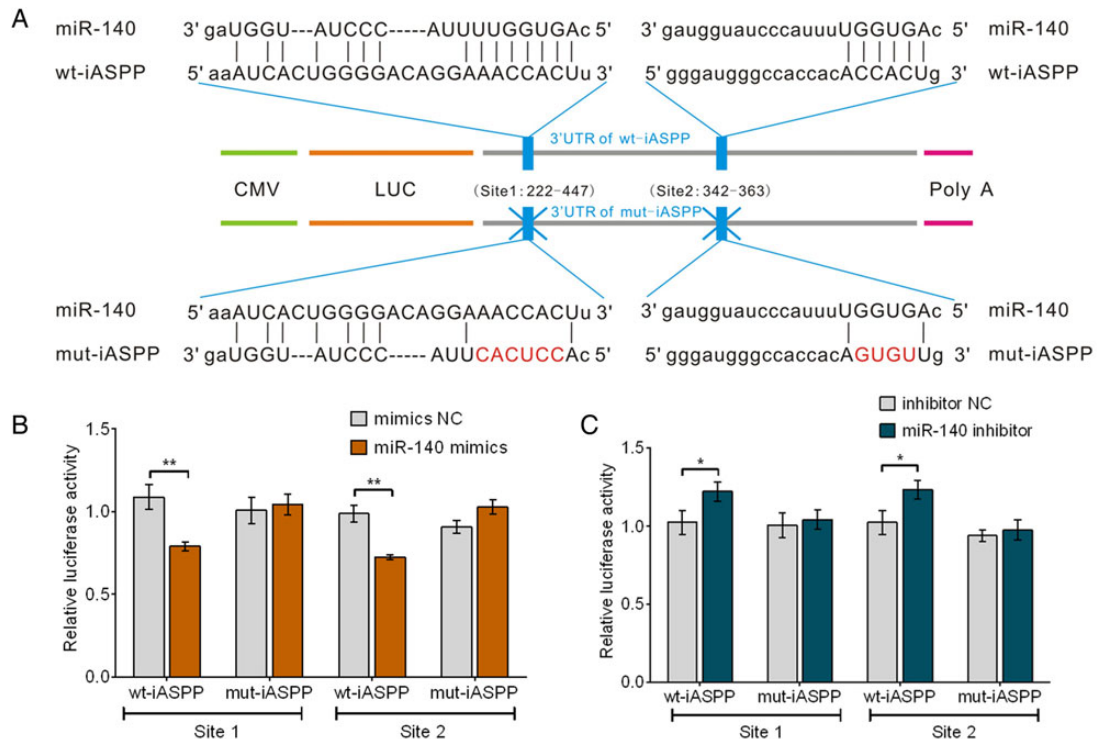 A
miR-140 3' gaUGGU---AUCCC-----AUUUUGGUGAc 5' 3' gaugguaucccauuuUGGUGAc 5' miR-140
wt-iASPP 5' aaAUCACUGGGGACAGGAAACCACUu 3' 5' gggaugggccaccacACCACUg 3' wt-iASPP
3'UTR of wt-iASPP
CMV LUC (Site1:222-447) (Site2:342-363) Poly A
3'UTR of mut-iASPP
miR-140 5' aaAUCACUGGGGACAGGAAACCACUu 3' 3' gaugguaucccauuuUGGUGAc 5' miR-140
mut-iASPP 3' gaUGGU---AUCCC-----AUUCACUCCAc 5' 5' gggaugggccaccacAGUGUUg 3' mut-iASPP
B
mimics NC
miR-140 mimics
Relative luciferase activity
1.5
1.0
0.5
0.0
**
**
wt-iASPP mut-iASPP wt-iASPP mut-iASPP
Site 1 Site 2
C
inhibitor NC
miR-140 inhibitor
Relative luciferase activity
1.5
1.0
0.5
0.0
*
*
wt-iASPP mut-iASPP wt-iASPP mut-iASPP
Site 1 Site 2